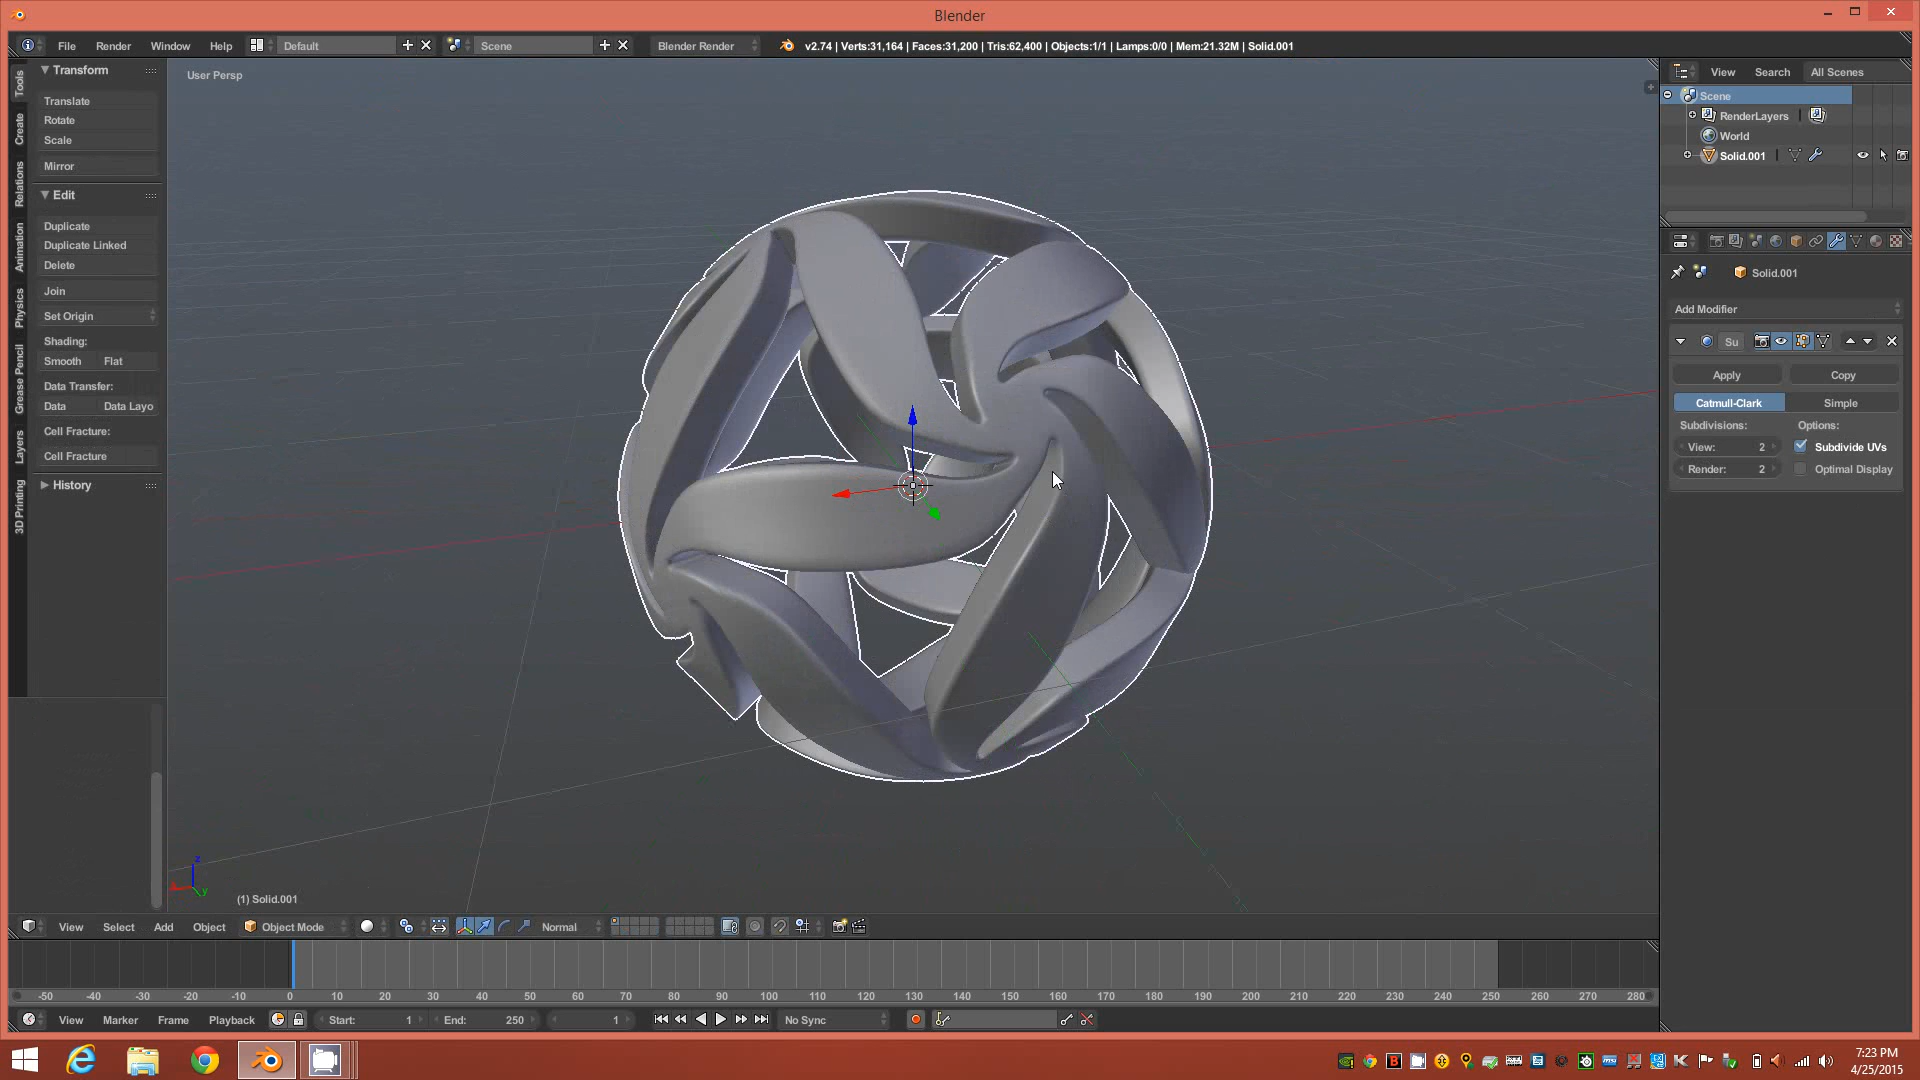 Blender
File Render Window Help Default Scene Blender Render v2.74 | Verts:31,164 | Faces:31,200 | Tris:62,400 | Objects:1/1 | Lamps:0/0 | Mem:21.32M | Solid.001
Tools
Create
Relations
Animation
Physics
Grease Pencil
Layers
3D Printing
Transform
Translate
Rotate
Scale
Mirror
Edit
Duplicate
Duplicate Linked
Delete
Join
Set Origin
Shading:
Smooth Flat
Data Transfer:
Data Data Layo
Cell Fracture:
Cell Fracture
History
User Persp
z
y
(1) Solid.001
View Search All Scenes
Scene
RenderLayers
World
Solid.001
Solid.001
Add Modifier
Su
Apply Copy
Catmull-Clark Simple
Subdivisions: Options:
View: 2 Subdivide UVs
Render: 2 Optimal Display
View Select Add Object Object Mode Normal
-50 -40 -30 -20 -10 0 10 20 30 40 50 60 70 80 90 100 110 120 130 140 150 160 170 180 190 200 210 220 230 240 250 260 270 280
View Marker Frame Playback Start: 1 End: 250 1 No Sync
7:23 PM
4/25/2015